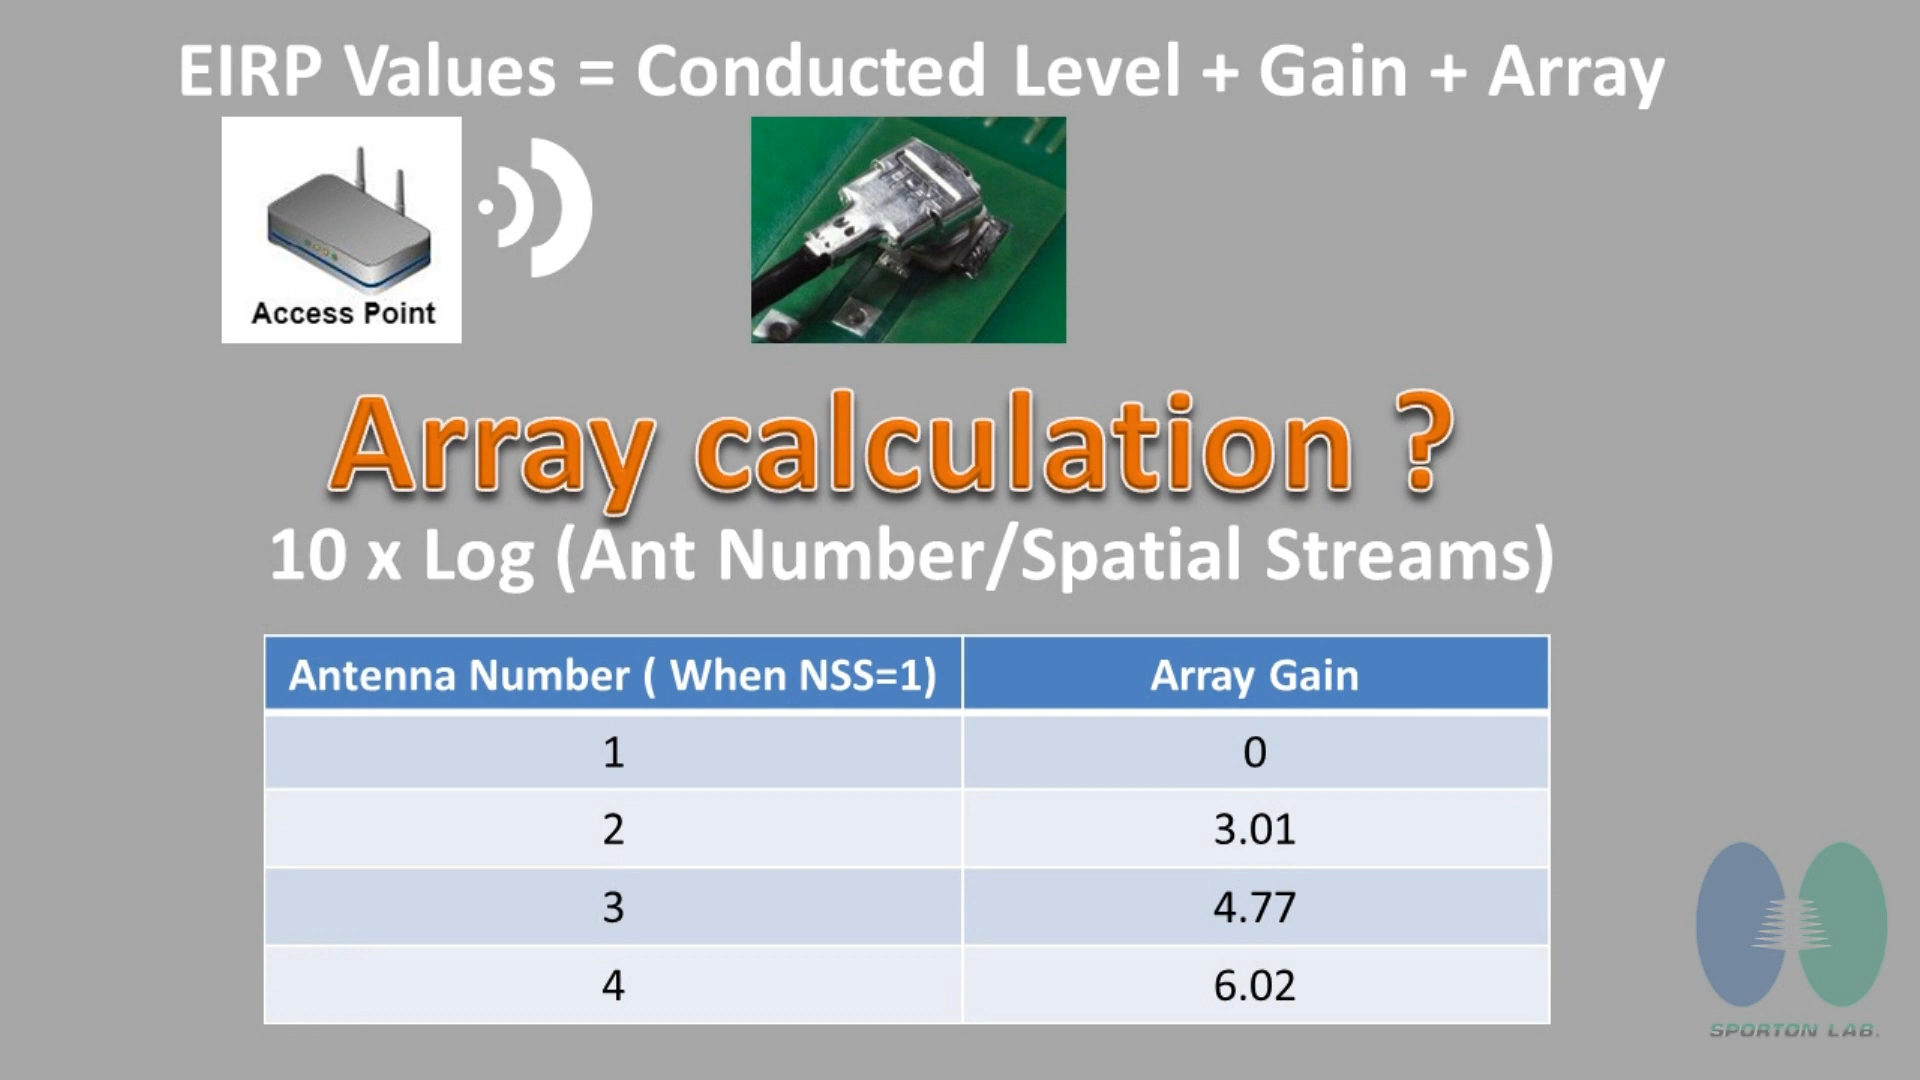 EIRP Values = Conducted Level + Gain + Array
Access Point
Array calculation ?
10 x Log (Ant Number/Spatial Streams)
Antenna Number ( When NSS=1) Array Gain
1 0
2 3.01
3 4.77
4 6.02
SPORTON LAB.